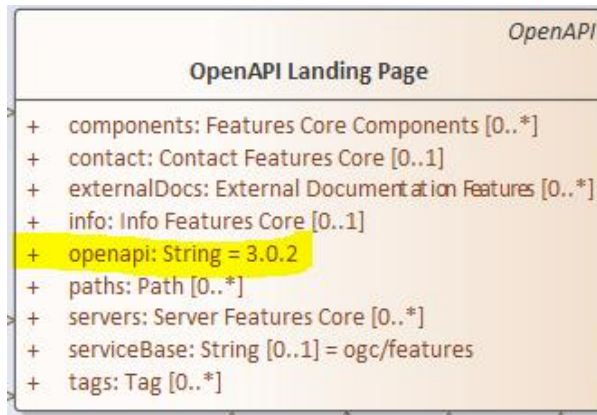 OpenAPI
OpenAPI Landing Page
+ components: Features Core Components [0..*]
+ contact: Contact Features Core [0..1]
+ externalDocs: External Documentation Features [0..*]
+ info: Info Features Core [0..1]
+ openapi: String = 3.0.2
+ paths: Path [0..*]
+ servers: Server Features Core [0..*]
+ serviceBase: String [0..1] = ogc/features
+ tags: Tag [0..*]